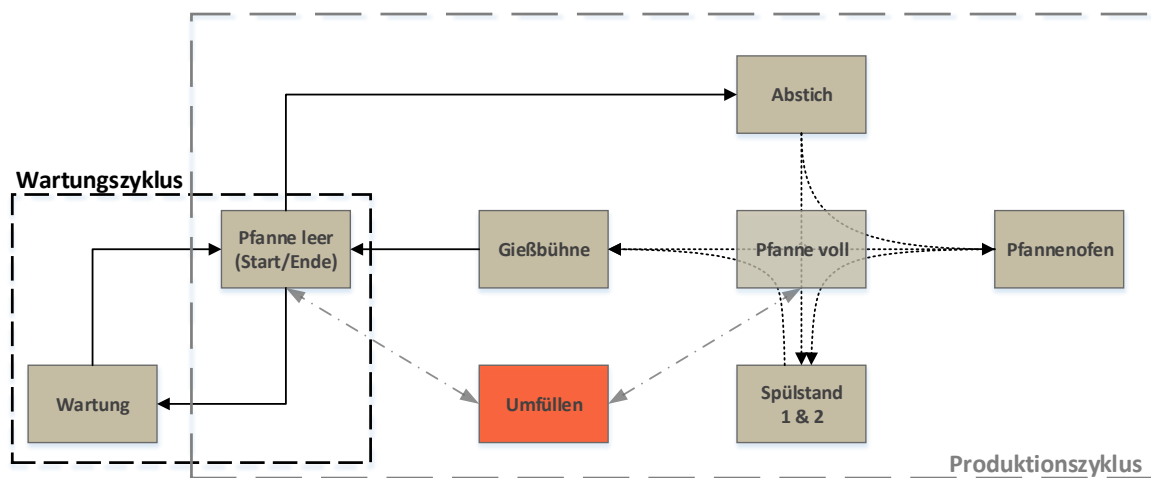 Abstich
Wartungszyklus
Pfanne leer
(Start/Ende)
Gießbühne
Pfanne voll
Pfannenofen
Wartung
Umfüllen
Spülstand
1 & 2
Produktionszyklus